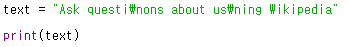 text = "Ask questi₩nons about us₩ning ₩ikipedia"
print(text)